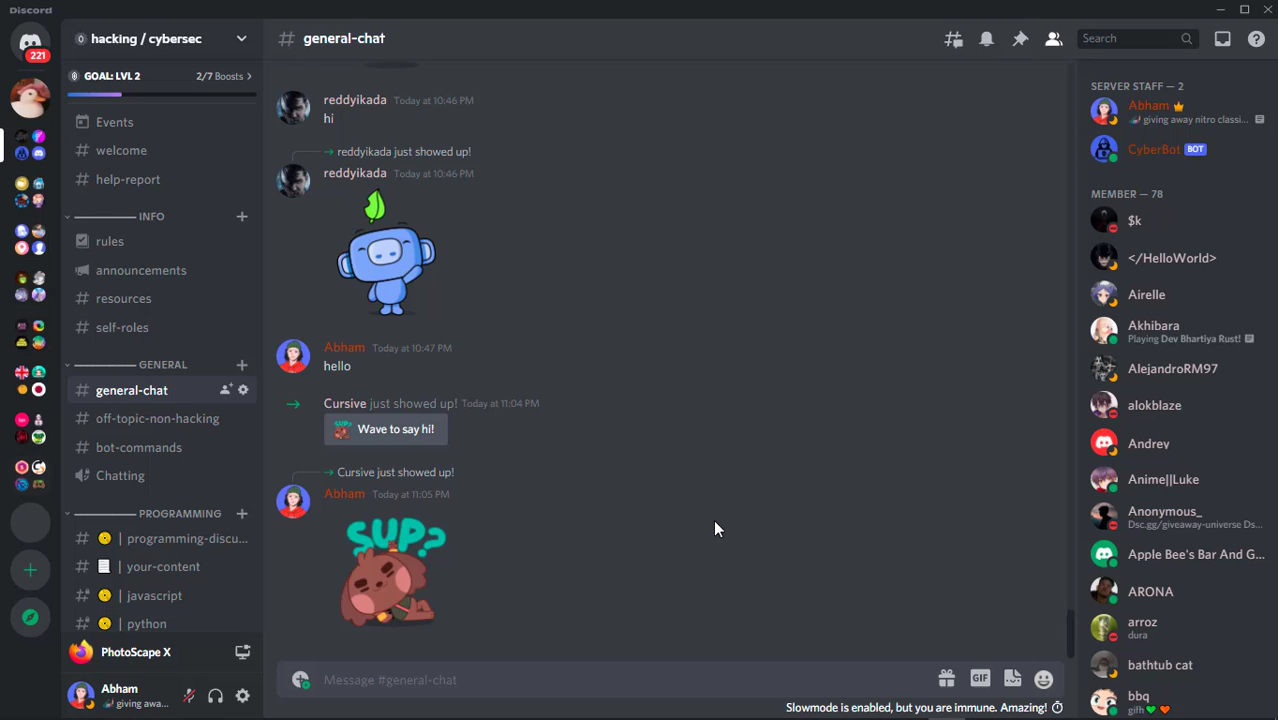 Discord
221
hacking / cybersec
GOAL: LVL 2 2/7 Boosts
Events
welcome
help-report
INFO
rules
announcements
resources
self-roles
GENERAL
general-chat
off-topic-non-hacking
bot-commands
Chatting
PROGRAMMING
| programming-discu...
| your-content
| javascript
| python
PhotoScape X
Abham
giving awa...
general-chat
Search
reddyikada Today at 10:46 PM
hi
reddyikada just showed up!
reddyikada Today at 10:46 PM
Abham Today at 10:47 PM
hello
Cursive just showed up! Today at 11:04 PM
SUP?
Wave to say hi!
Cursive just showed up!
Abham Today at 11:05 PM
SUP?
Message #general-chat
GIF
Slowmode is enabled, but you are immune. Amazing!
SERVER STAFF — 2
Abham
giving away nitro classi...
CyberBot BOT
MEMBER — 78
$k
</HelloWorld>
Airelle
Akhibara
Playing Dev Bhartiya Rust!
AlejandroRM97
alokblaze
Andrey
Anime||Luke
Anonymous_
Dsc.gg/giveaway-universe Ds...
Apple Bee's Bar And G...
ARONA
arroz
dura
bathtub cat
bbq
gifh